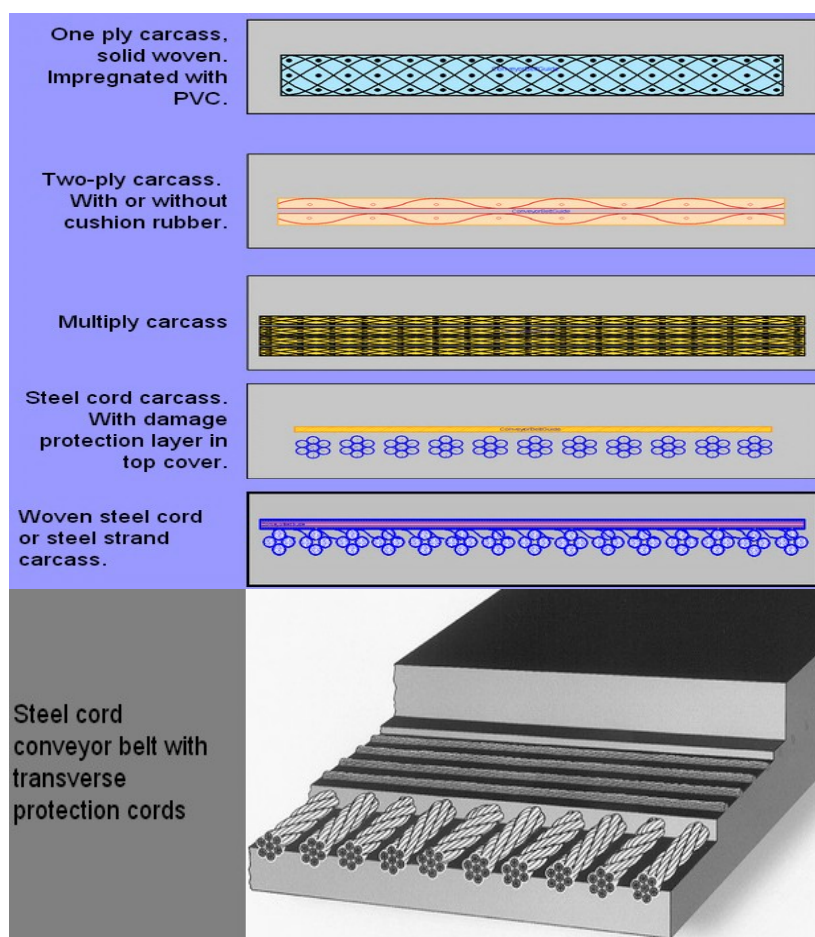 One ply carcass,
solid woven.
Impregnated with
PVC.
ConveyorBeltGuide
Two-ply carcass.
With or without
cushion rubber.
ConveyorBeltGuide
Multiply carcass
Steel cord carcass.
With damage
protection layer in
top cover.
ConveyorBeltGuide
Woven steel cord
or steel strand
carcass.
Steel cord
conveyor belt with
transverse
protection cords